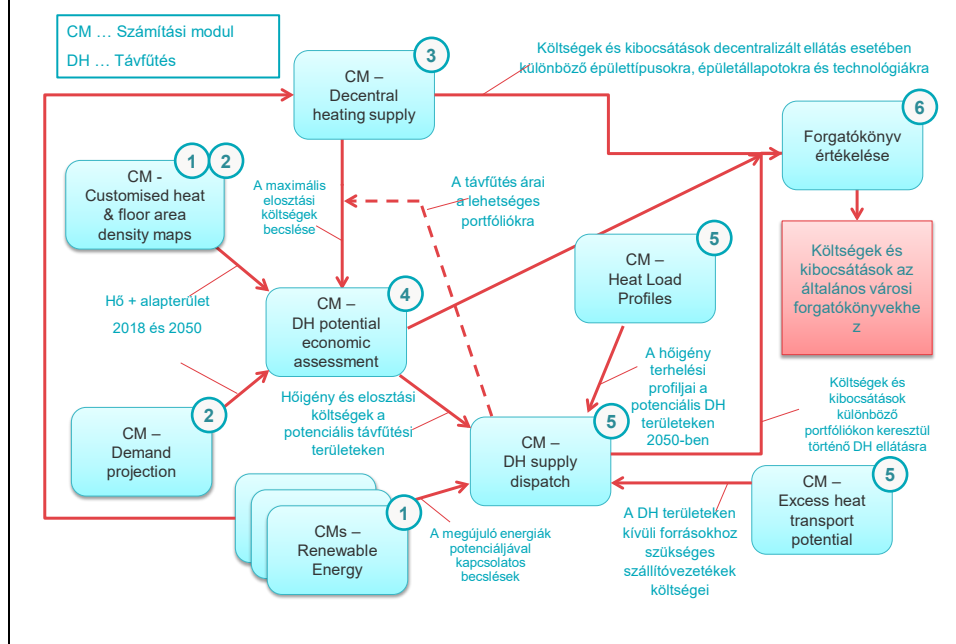 CM … Számítási modul
DH … Távfűtés
3
CM –
Decentral
heating supply
Költségek és kibocsátások decentralizált ellátás esetében
különböző épülettípusokra, épületállapotokra és technológiákra
6
Forgatókönyv
értékelése
1
2
CM -
Customised heat
& floor area
density maps
A maximális
elosztási
költségek
becslése
A távfűtés árai
a lehetséges
portfóliókra
5
CM –
Heat Load
Profiles
Költségek és
kibocsátások az
általános városi
forgatókönyvekhe
z
Hő + alapterület
2018 és 2050
4
CM –
DH potential
economic
assessment
A hőigény
terhelési
profiljai a
potenciális DH
területeken
2050-ben
Költségek és
kibocsátások
különböző
portfóliókon keresztül
történő DH ellátásra
2
CM –
Demand
projection
Hőigény és elosztási
költségek a
potenciális távfűtési
területeken
5
CM –
DH supply
dispatch
5
CM –
Excess heat
transport
potential
1
CMs –
Renewable
Energy
A megújuló energiák
potenciáljával
kapcsolatos
becslések
A DH területeken
kívüli forrásokhoz
szükséges
szállítóvezetékek
költségei